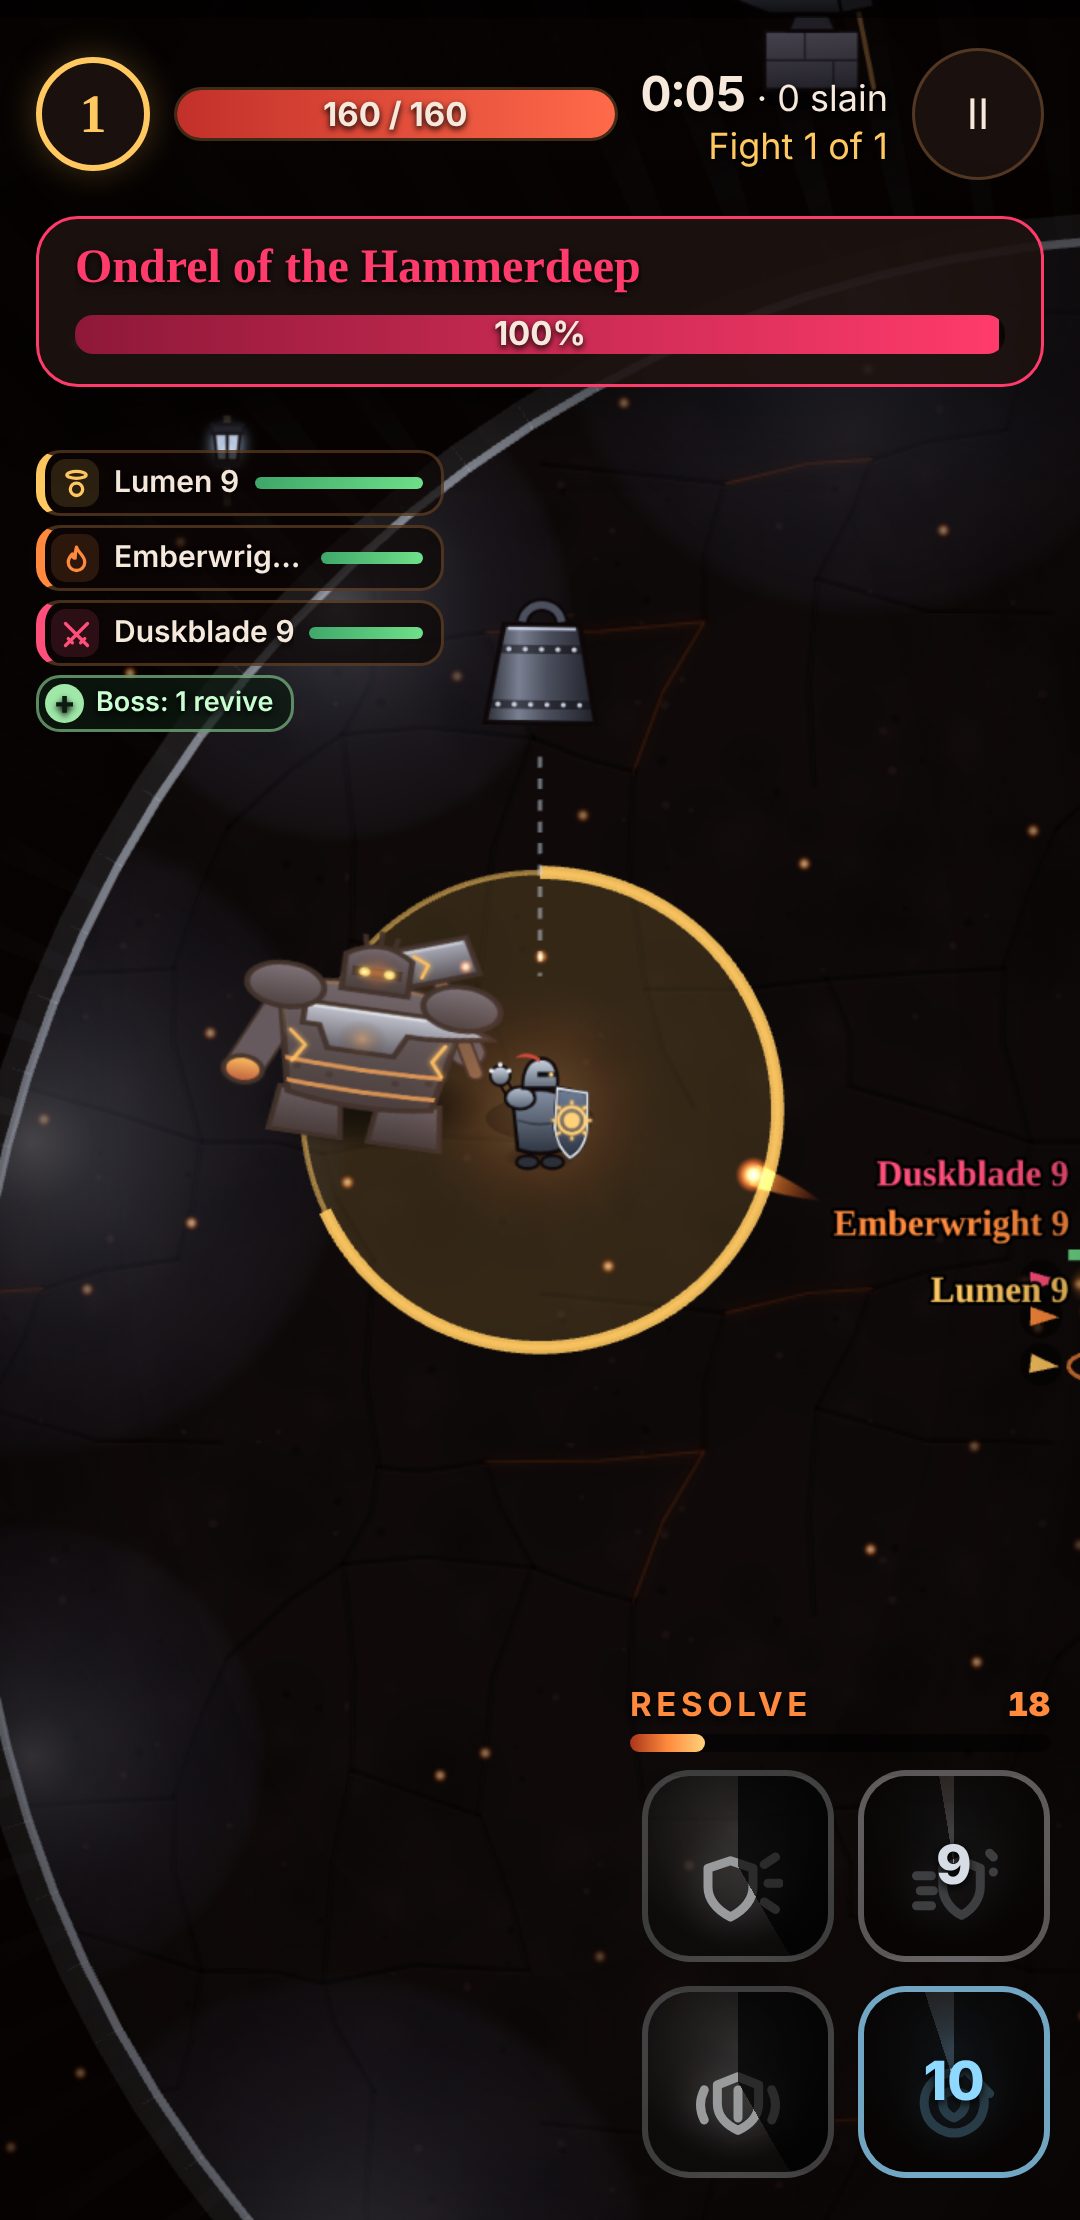 1
160 / 160
0:05 · 0 slain
Fight 1 of 1
Ondrel of the Hammerdeep
100%
Lumen 9
Emberwrig...
Duskblade 9
Boss: 1 revive
Duskblade 9
Emberwright 9
Lumen 9
RESOLVE 18
9
10